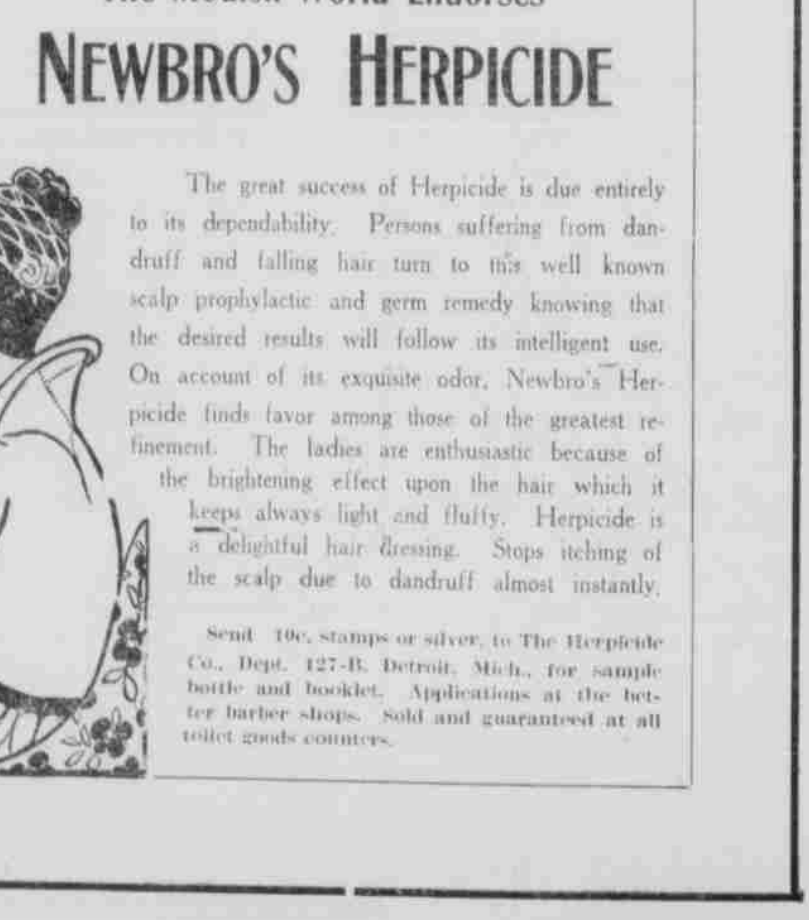 World Endorses
NEWBRO'S HERPICIDE
The great success of Herpicide is due entirely
to its dependability. Persons suffering from dan-
druff and falling hair turn to this well known
scalp prophylactic and germ remedy knowing that
the desired results will follow its intelligent use.
On account of its exquisite odor, Newbro's Her-
picide finds favor among those of the greatest re-
finement. The ladies are enthusiastic because of
the brightening effect upon the hair which it
keeps always light and fluffy. Herpicide is
a delightful hair dressing. Stops itching of
the scalp due to dandruff almost instantly.
Send 10c. stamps or silver, to The Herpicide
Co., Dept. 127-B, Detroit, Mich., for sample
bottle and booklet. Applications at the bet-
ter barber shops. Sold and guaranteed at all
toilet goods counters.